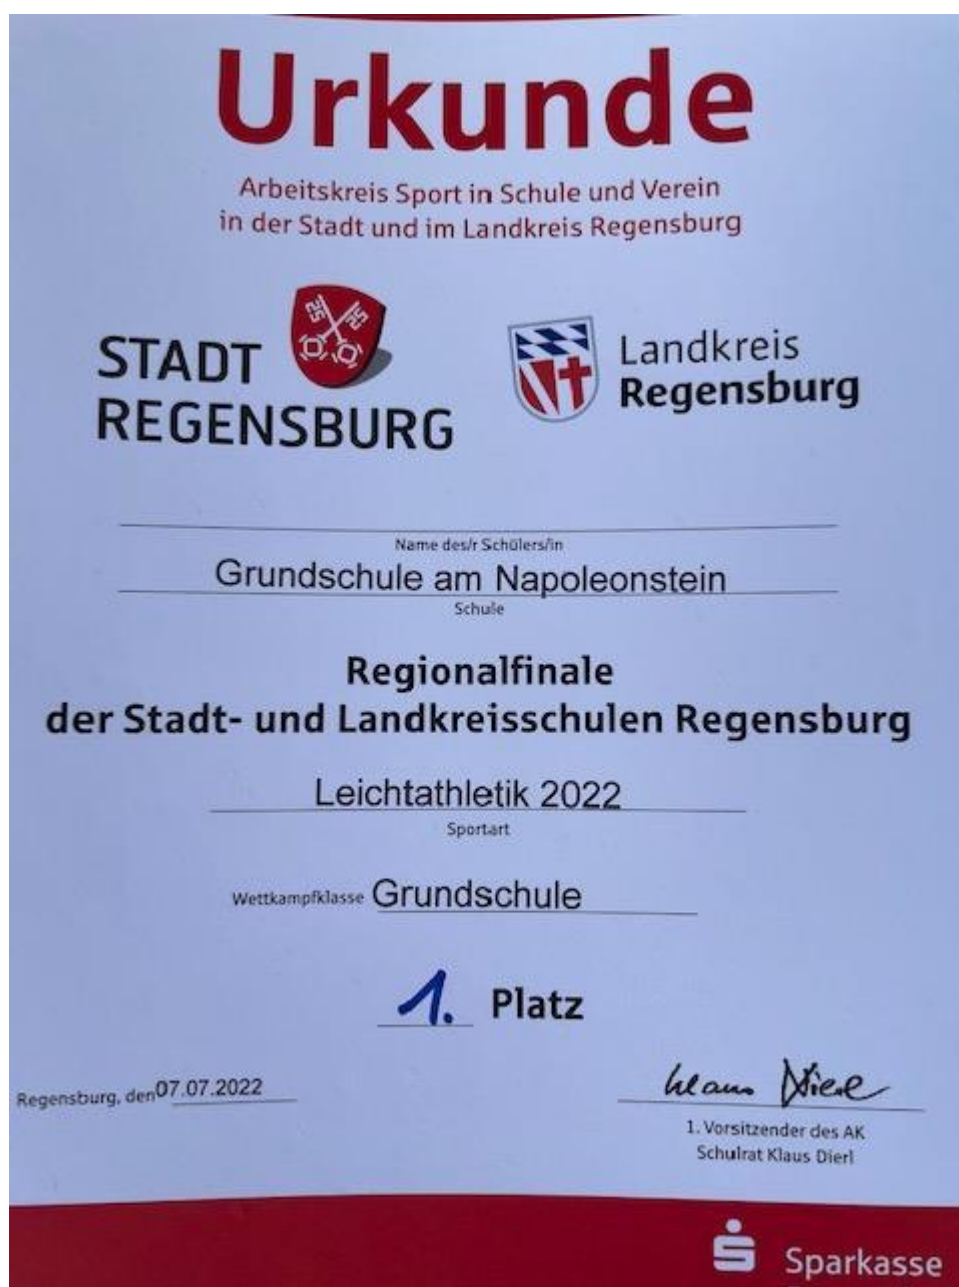 Urkunde
Arbeitskreis Sport in Schule und Verein
in der Stadt und im Landkreis Regensburg
STADT
REGENSBURG
Landkreis
Regensburg
Name des/r Schülers/in
Grundschule am Napoleonstein
Schule
Regionalfinale
der Stadt- und Landkreisschulen Regensburg
Leichtathletik 2022
Sportart
Wettkampfklasse Grundschule
1. Platz
Regensburg, den 07.07.2022
Klaus Dierl
1. Vorsitzender des AK
Schulrat Klaus Dierl
Sparkasse